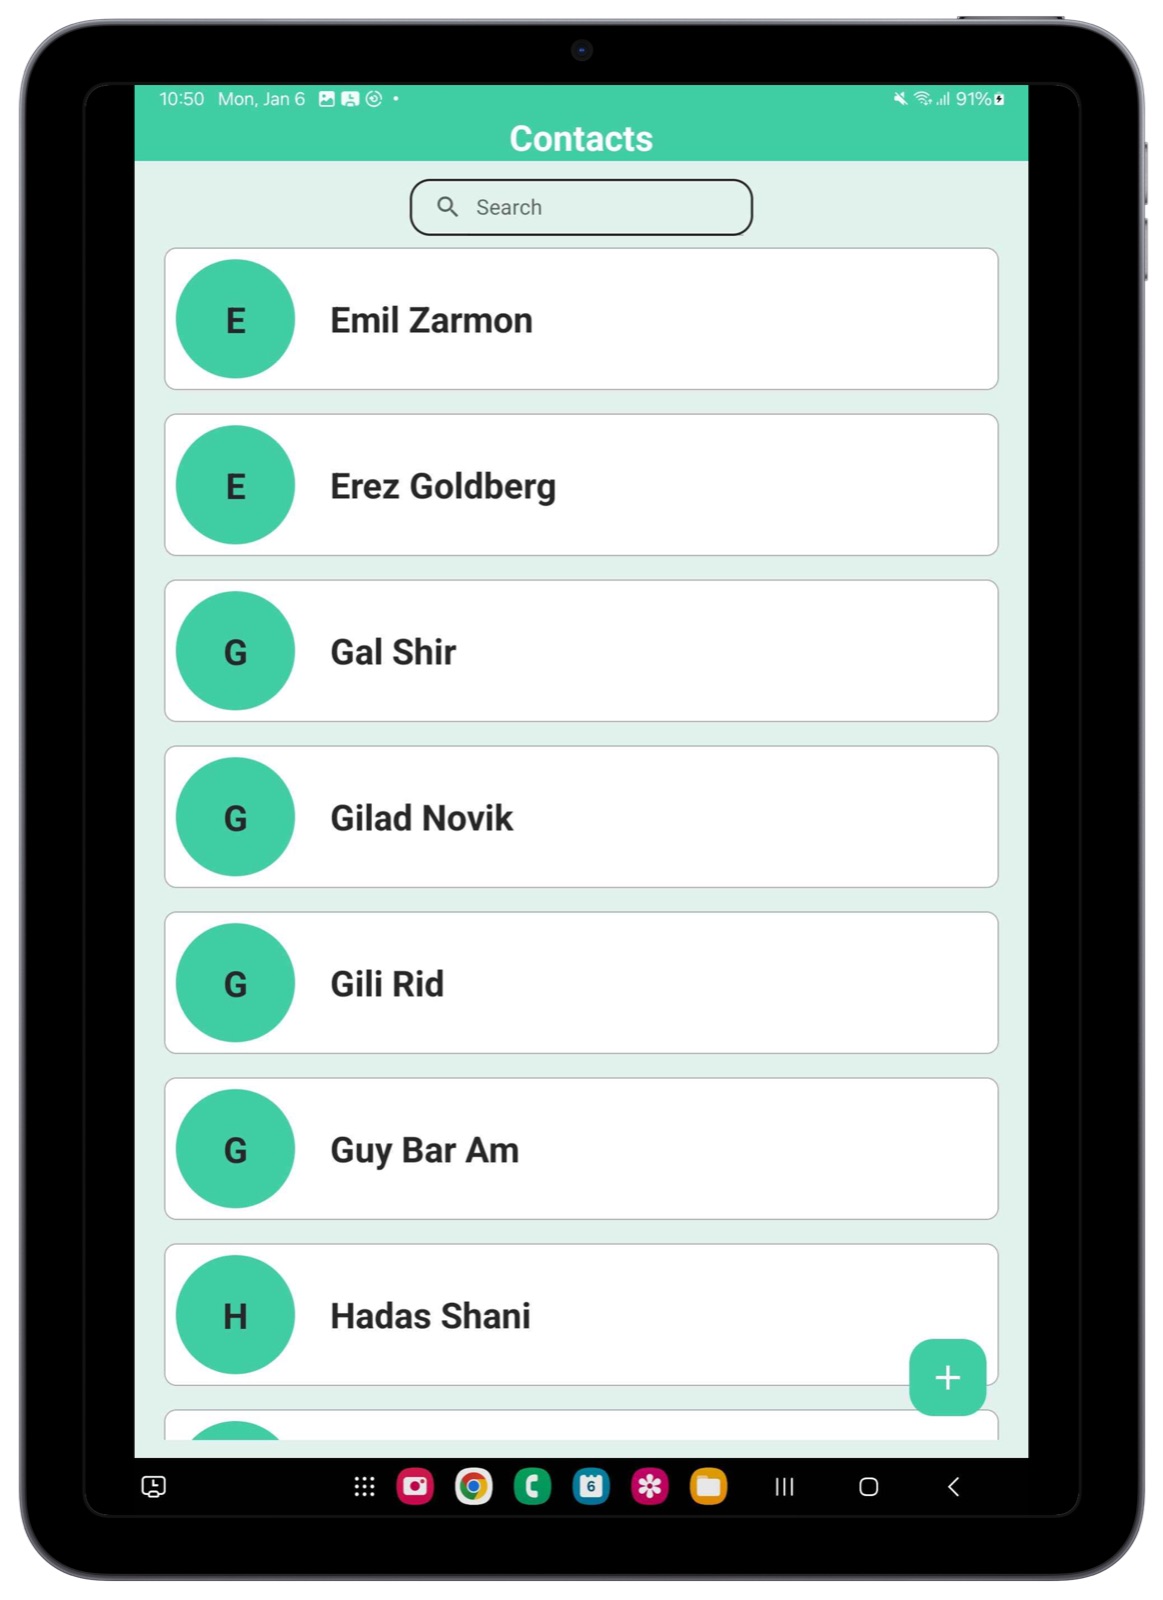 10:50 Mon, Jan 6 91%
Contacts
Search
E Emil Zarmon
E Erez Goldberg
G Gal Shir
G Gilad Novik
G Gili Rid
G Guy Bar Am
H Hadas Shani
+
6